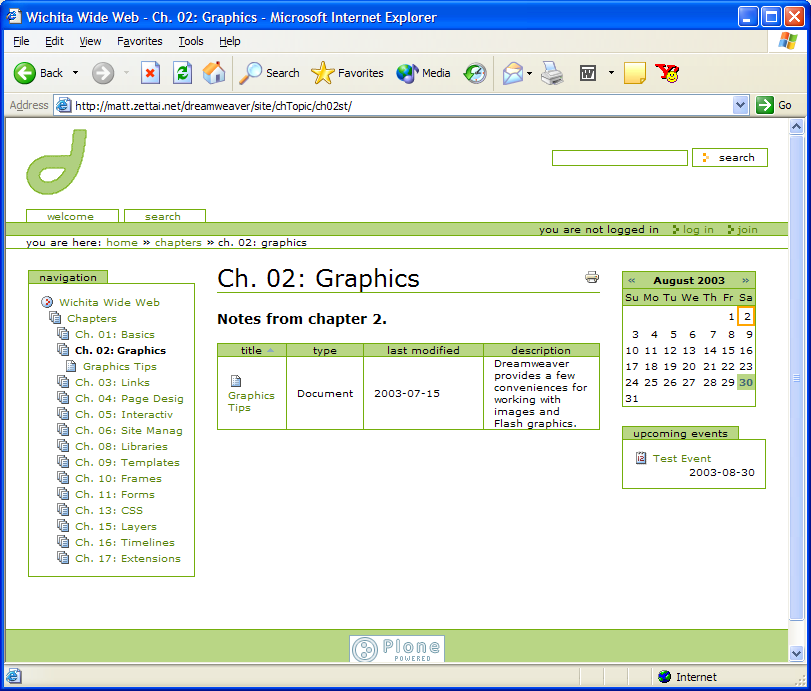 Wichita Wide Web - Ch. 02: Graphics - Microsoft Internet Explorer
File Edit View Favorites Tools Help
Back Search Favorites Media
Address http://matt.zettai.net/dreamweaver/site/chTopic/ch02st/ Go
search
welcome search
you are not logged in log in join
you are here: home » chapters » ch. 02: graphics
navigation
Wichita Wide Web
Chapters
Ch. 01: Basics
Ch. 02: Graphics
Graphics Tips
Ch. 03: Links
Ch. 04: Page Desig
Ch. 05: Interactiv
Ch. 06: Site Manag
Ch. 08: Libraries
Ch. 09: Templates
Ch. 10: Frames
Ch. 11: Forms
Ch. 13: CSS
Ch. 15: Layers
Ch. 16: Timelines
Ch. 17: Extensions
Ch. 02: Graphics
Notes from chapter 2.
title type last modified description
Graphics
Tips
Document
2003-07-15
Dreamweaver
provides a few
conveniences for
working with
images and
Flash graphics.
« August 2003 »
Su Mo Tu We Th Fr Sa
1 2
3 4 5 6 7 8 9
10 11 12 13 14 15 16
17 18 19 20 21 22 23
24 25 26 27 28 29 30
31
upcoming events
12 Test Event
2003-08-30
Plone
POWERED
Internet